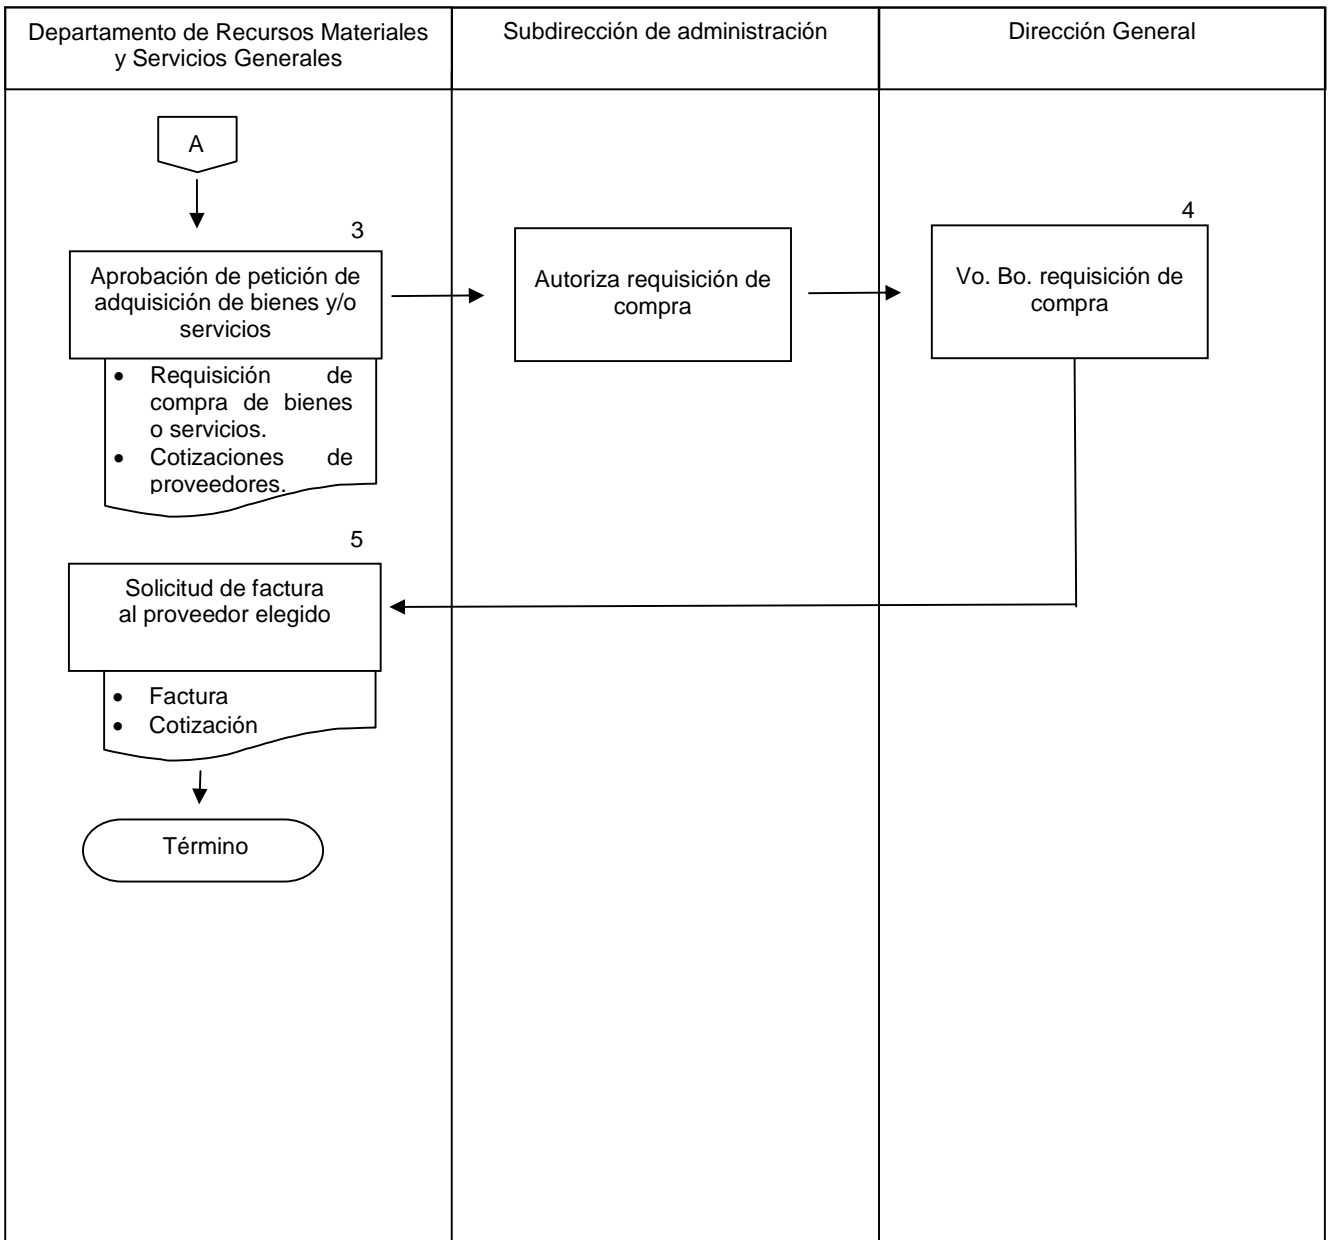 Departamento de Recursos Materiales
y Servicios Generales
Subdirección de administración
Dirección General
A
3
Aprobación de petición de
adquisición de bienes y/o
servicios
• Requisición de
compra de bienes
o servicios.
• Cotizaciones de
proveedores.
Autoriza requisición de
compra
4
Vo. Bo. requisición de
compra
5
Solicitud de factura
al proveedor elegido
• Factura
• Cotización
Término